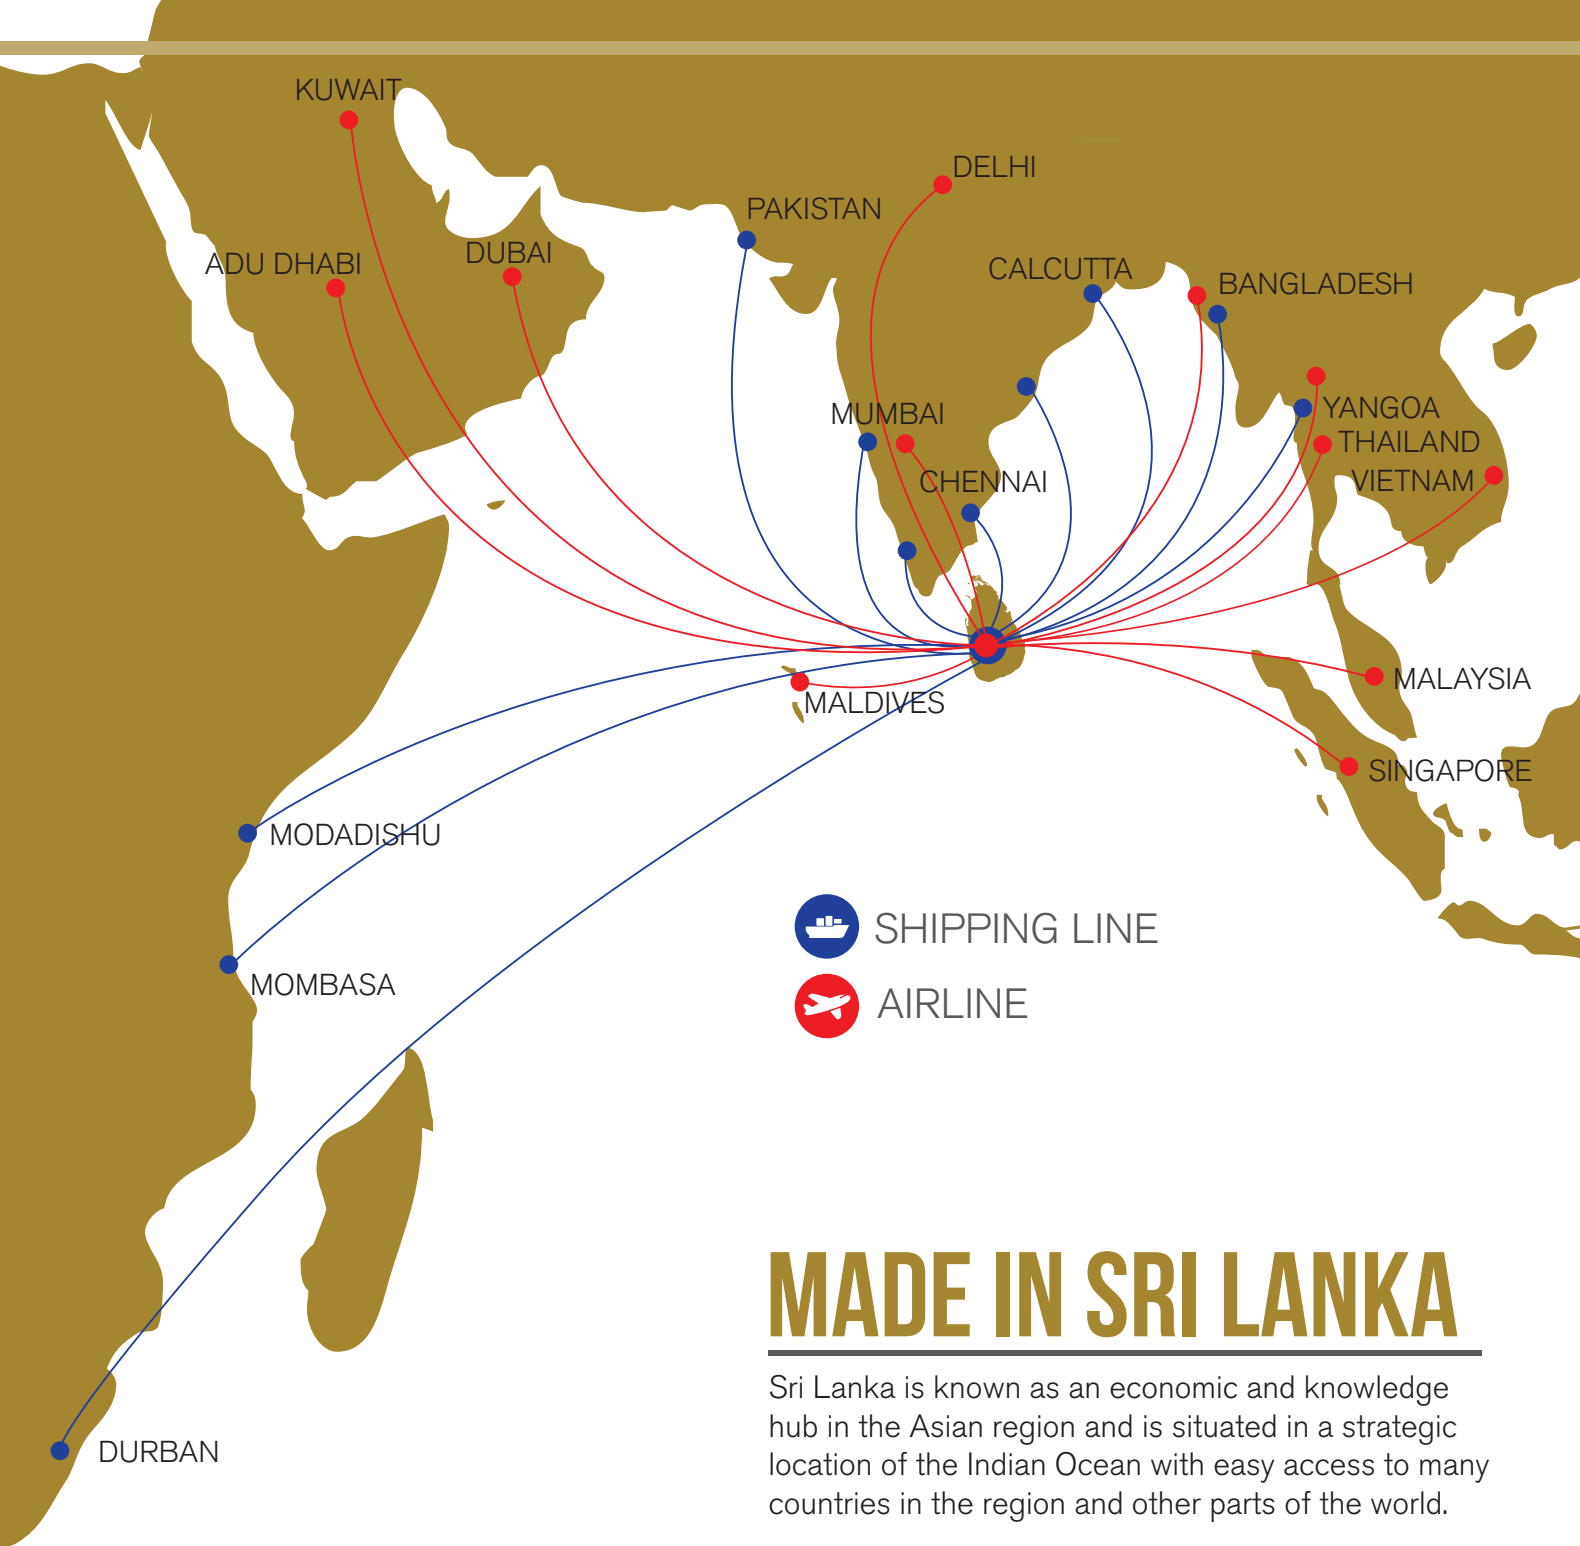 KUWAIT
DELHI
PAKISTAN
ADU DHABI
DUBAI
CALCUTTA
BANGLADESH
MUMBAI
YANGOA
THAILAND
CHENNAI
VIETNAM
MALAYSIA
MALDIVES
SINGAPORE
MODADISHU
MOMBASA
SHIPPING LINE
AIRLINE
DURBAN
MADE IN SRI LANKA
Sri Lanka is known as an economic and knowledge
hub in the Asian region and is situated in a strategic
location of the Indian Ocean with easy access to many
countries in the region and other parts of the world.